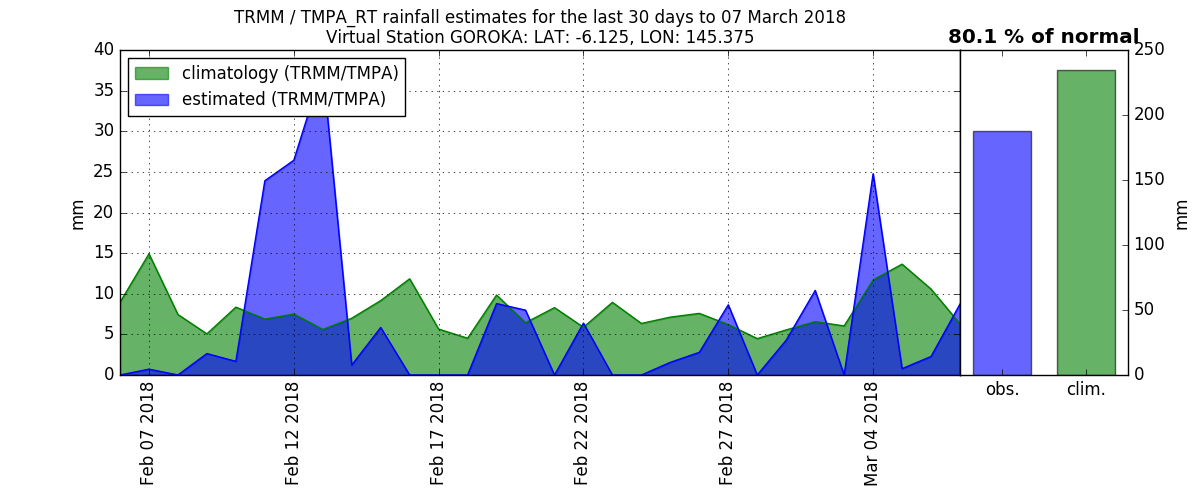 TRMM / TMPA_RT rainfall estimates for the last 30 days to 07 March 2018
Virtual Station GOROKA: LAT: -6.125, LON: 145.375
80.1 % of normal
climatology (TRMM/TMPA)
estimated (TRMM/TMPA)
mm
40
35
30
25
20
15
10
5
0
Feb 07 2018
Feb 12 2018
Feb 17 2018
Feb 22 2018
Feb 27 2018
Mar 04 2018
obs.
clim.
250
200
150
100
50
0
mm